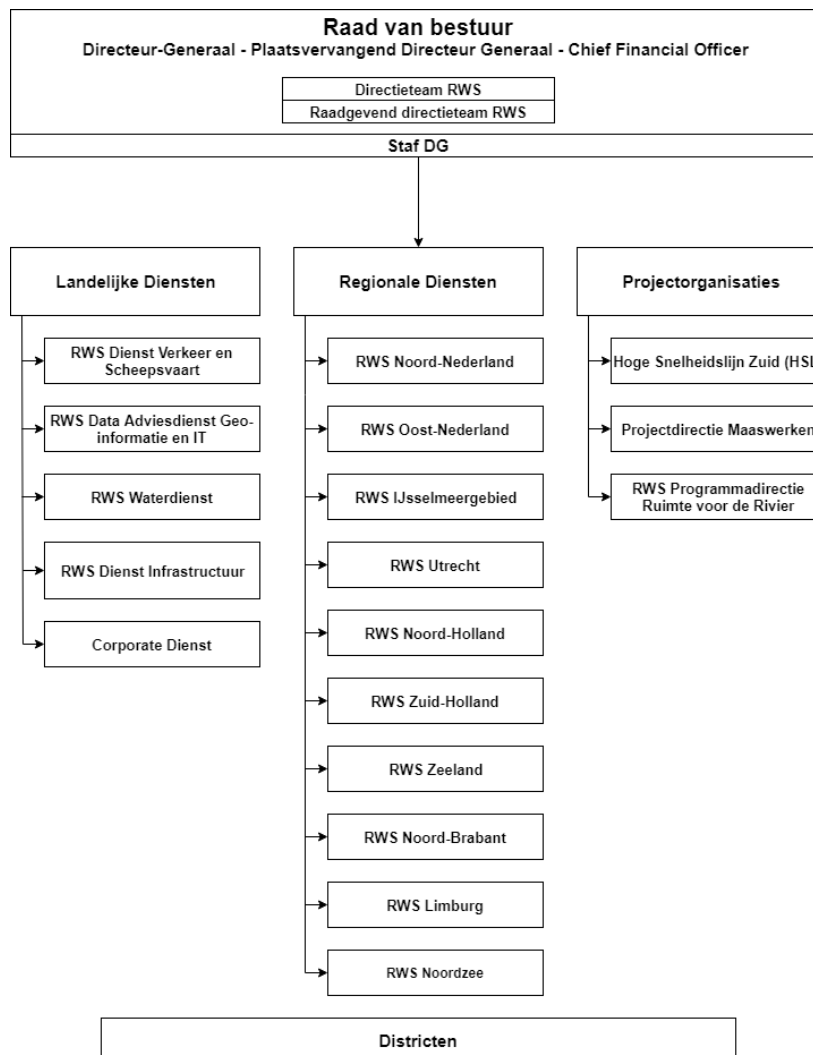 Raad van bestuur
Directeur-Generaal - Plaatsvervangend Directeur Generaal - Chief Financial Officer
Directieteam RWS
Raadgevend directieteam RWS
Staf DG
Landelijke Diensten
RWS Dienst Verkeer en
Scheepsvaart
RWS Data Adviesdienst Geo-
informatie en IT
RWS Waterdienst
RWS Dienst Infrastructuur
Corporate Dienst
Regionale Diensten
RWS Noord-Nederland
RWS Oost-Nederland
RWS IJsselmeergebied
RWS Utrecht
RWS Noord-Holland
RWS Zuid-Holland
RWS Zeeland
RWS Noord-Brabant
RWS Limburg
RWS Noordzee
Projectorganisaties
Hoge Snelheidslijn Zuid (HSL
Projectdirectie Maaswerken
RWS Programmadirectie
Ruimte voor de Rivier
Districten